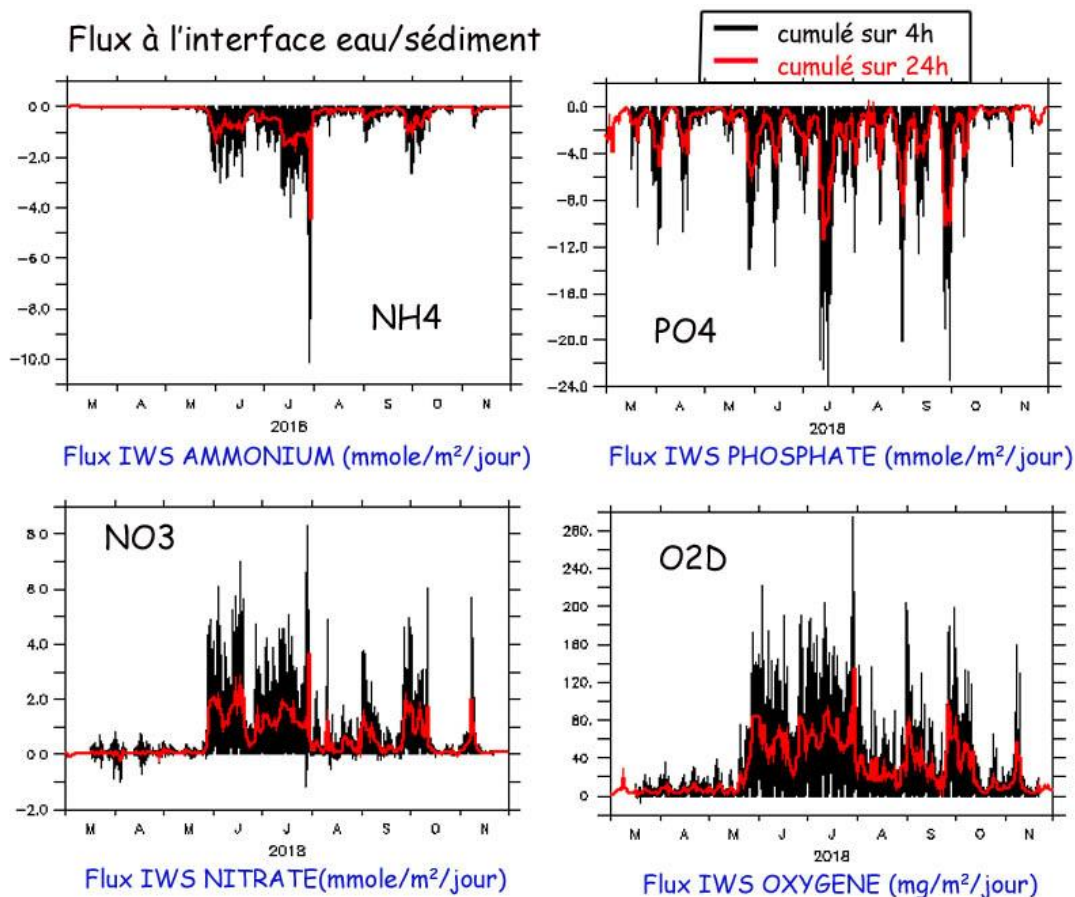 Flux à l'interface eau/sédiment
cumulé sur 4h
cumulé sur 24h
0.0
-2.0
-4.0
-6.0
-8.0
-10.0
NH4
M A M J J A S O N
2018
Flux IWS AMMONIUM (mmole/m²/jour)
0.0
-4.0
-8.0
-12.0
-16.0
-20.0
-24.0
PO4
M A M J J A S O N
2018
Flux IWS PHOSPHATE (mmole/m²/jour)
NO3
8.0
6.0
4.0
2.0
0.0
-2.0
M A M J J A S O N
2018
Flux IWS NITRATE(mmole/m²/jour)
O2D
280.
240.
200
160
120.
80
40
0
M A M J J A S O N
2018
Flux IWS OXYGENE (mg/m²/jour)